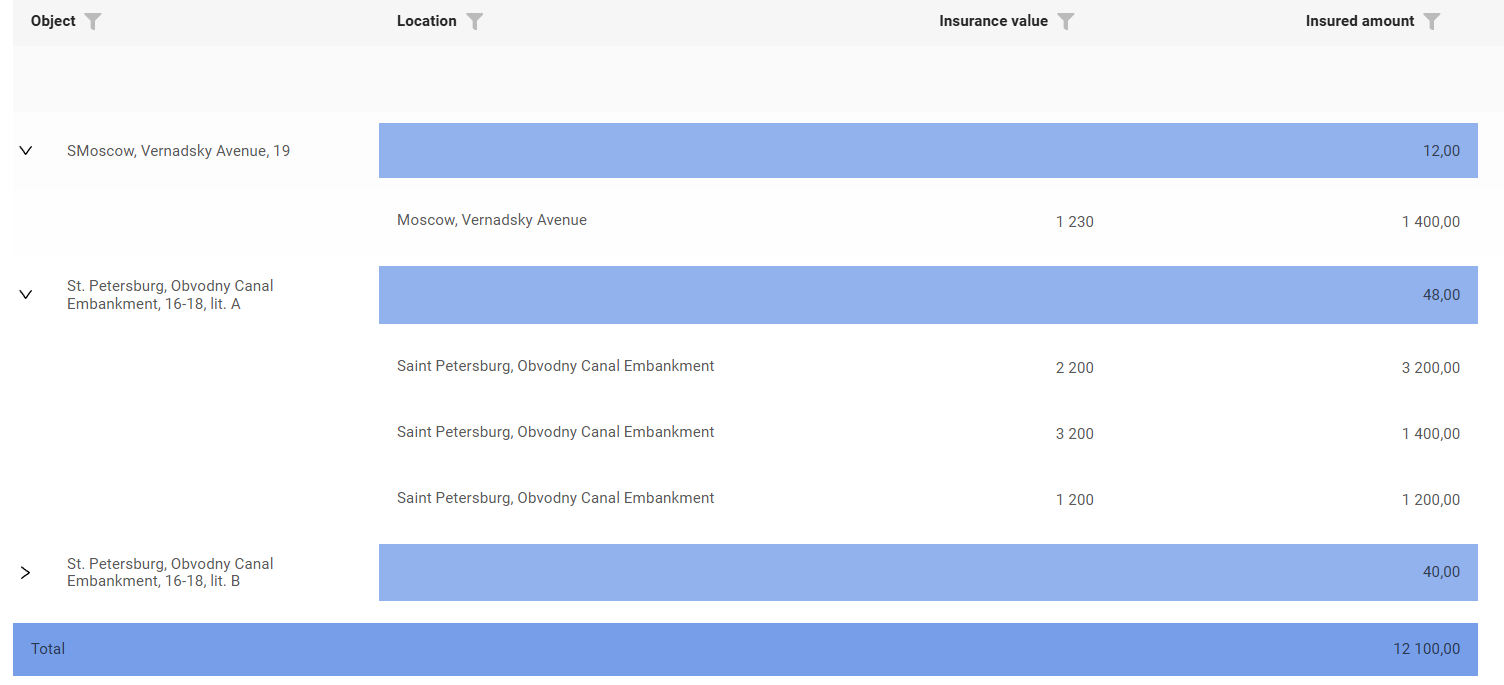 Object Location Insurance value Insured amount
SMoscow, Vernadsky Avenue, 19 12,00
Moscow, Vernadsky Avenue 1 230 1 400,00
St. Petersburg, Obvodny Canal
Embankment, 16-18, lit. A 48,00
Saint Petersburg, Obvodny Canal Embankment 2 200 3 200,00
Saint Petersburg, Obvodny Canal Embankment 3 200 1 400,00
Saint Petersburg, Obvodny Canal Embankment 1 200 1 200,00
St. Petersburg, Obvodny Canal
Embankment, 16-18, lit. B 40,00
Total 12 100,00